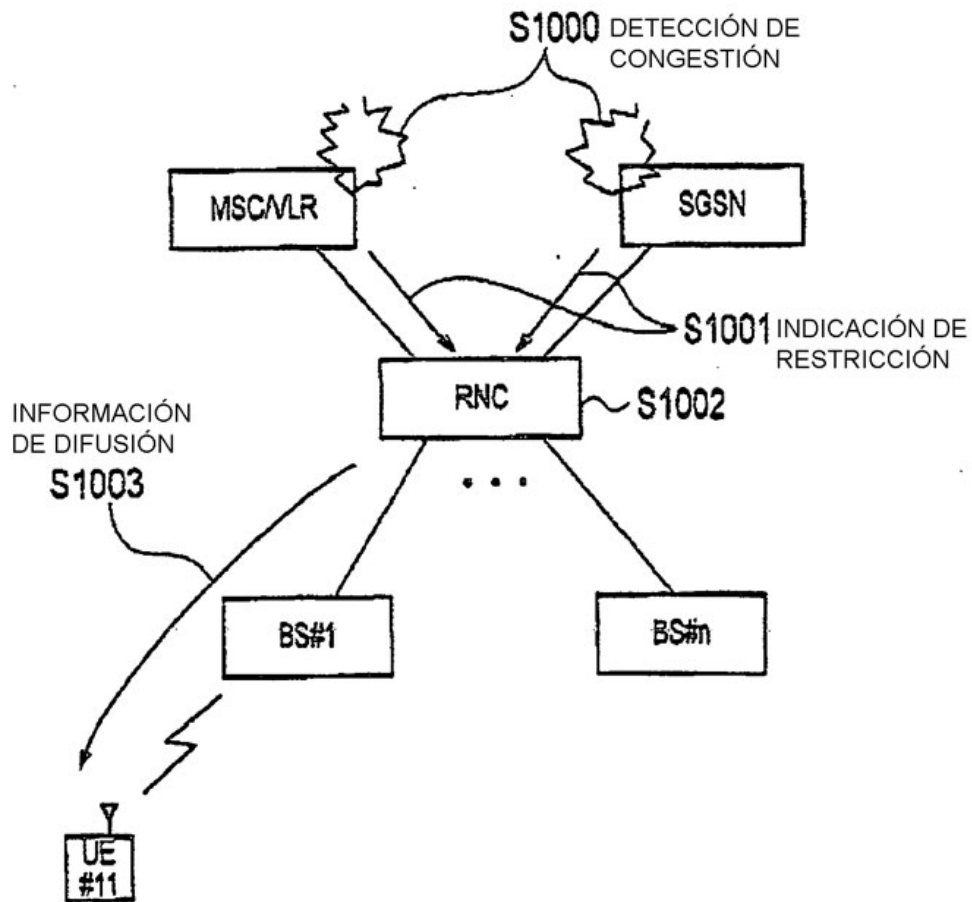 S1000 DETECCIÓN DE
CONGESTIÓN
MSC/VLR
SGSN
S1001 INDICACIÓN DE
RESTRICCIÓN
RNC
S1002
INFORMACIÓN
DE DIFUSIÓN
S1003
BS#1
BS#n
UE
#11